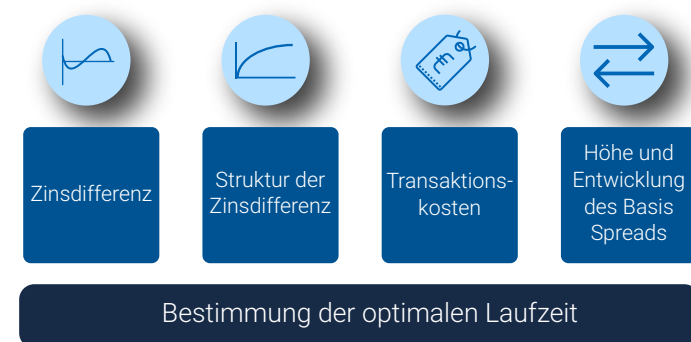 Zinsdifferenz
Struktur der
Zinsdifferenz
Transaktions-
kosten
Höhe und
Entwicklung
des Basis
Spreads
Bestimmung der optimalen Laufzeit